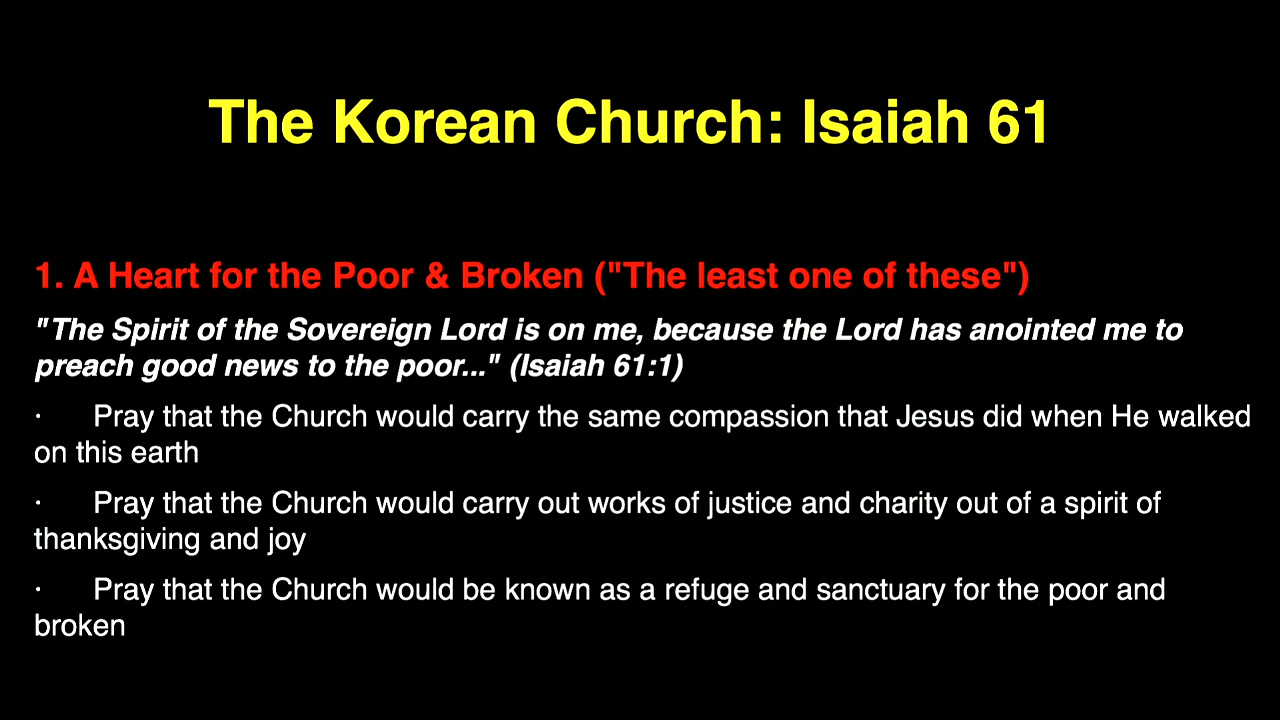 The Korean Church: Isaiah 61
1. A Heart for the Poor & Broken ("The least one of these")
"The Spirit of the Sovereign Lord is on me, because the Lord has anointed me to
preach good news to the poor..." (Isaiah 61:1)
· Pray that the Church would carry the same compassion that Jesus did when He walked
on this earth
· Pray that the Church would carry out works of justice and charity out of a spirit of
thanksgiving and joy
· Pray that the Church would be known as a refuge and sanctuary for the poor and
broken